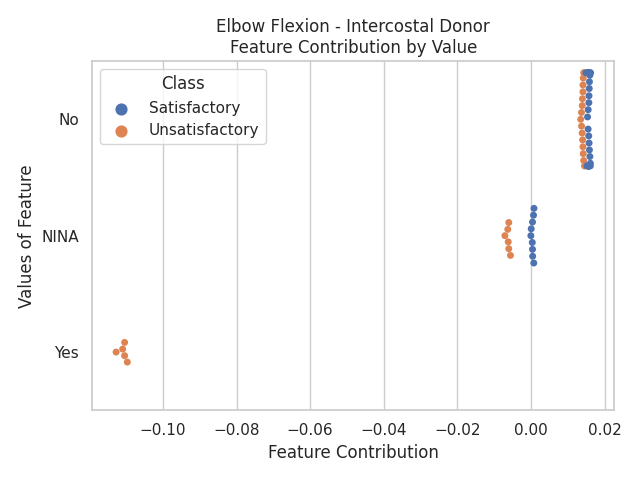 Elbow Flexion - Intercostal Donor
Feature Contribution by Value
Class
Satisfactory
Unsatisfactory
Values of Feature
No
NINA
Yes
−0.10 −0.08 −0.06 −0.04 −0.02 0.00 0.02
Feature Contribution